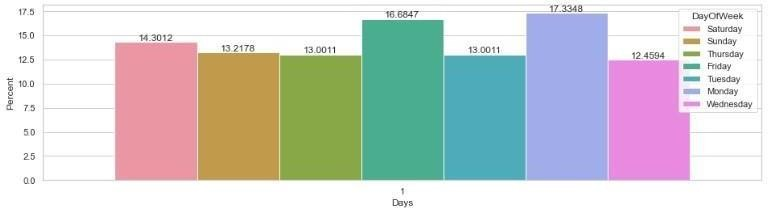 17.5
15.0
12.5
10.0
7.5
5.0
2.5
0.0
Percent
14.3012
13.2178
13.0011
16.6847
13.0011
17.3348
12.4594
DayOfWeek
Saturday
Sunday
Thursday
Friday
Tuesday
Monday
Wednesday
1
Days